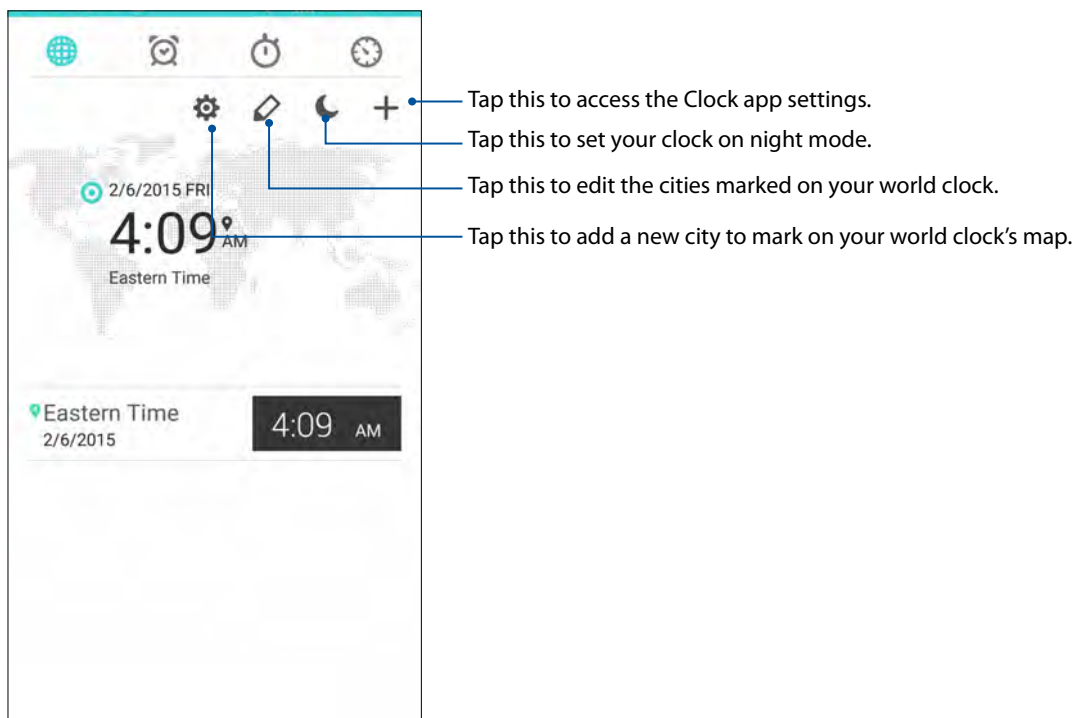 Tap this to access the Clock app settings.
Tap this to set your clock on night mode.
2/6/2015 FRI
Tap this to edit the cities marked on your world clock.
4:09 AM
Tap this to add a new city to mark on your world clock’s map.
Eastern Time
Eastern Time
4:09 AM
2/6/2015